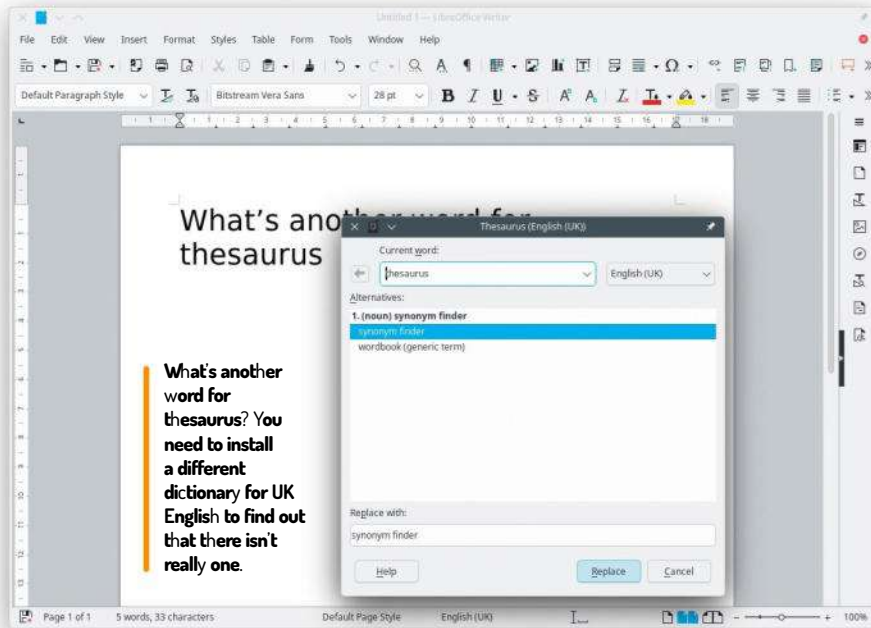 Untitled 1 — LibreOffice Writer
File Edit View Insert Format Styles Table Form Tools Window Help
Default Paragraph Style Bitstream Vera Sans 28 pt
What's another word for
thesaurus
Thesaurus (English (UK))
Current word:
thesaurus English (UK)
Alternatives:
1. (noun) synonym finder
synonym finder
wordbook (generic term)
Replace with:
synonym finder
Help Replace Cancel
What's another
word for
thesaurus? You
need to install
a different
dictionary for UK
English to find out
that there isn't
really one.
Page 1 of 1 5 words, 33 characters Default Page Style English (UK) 100%